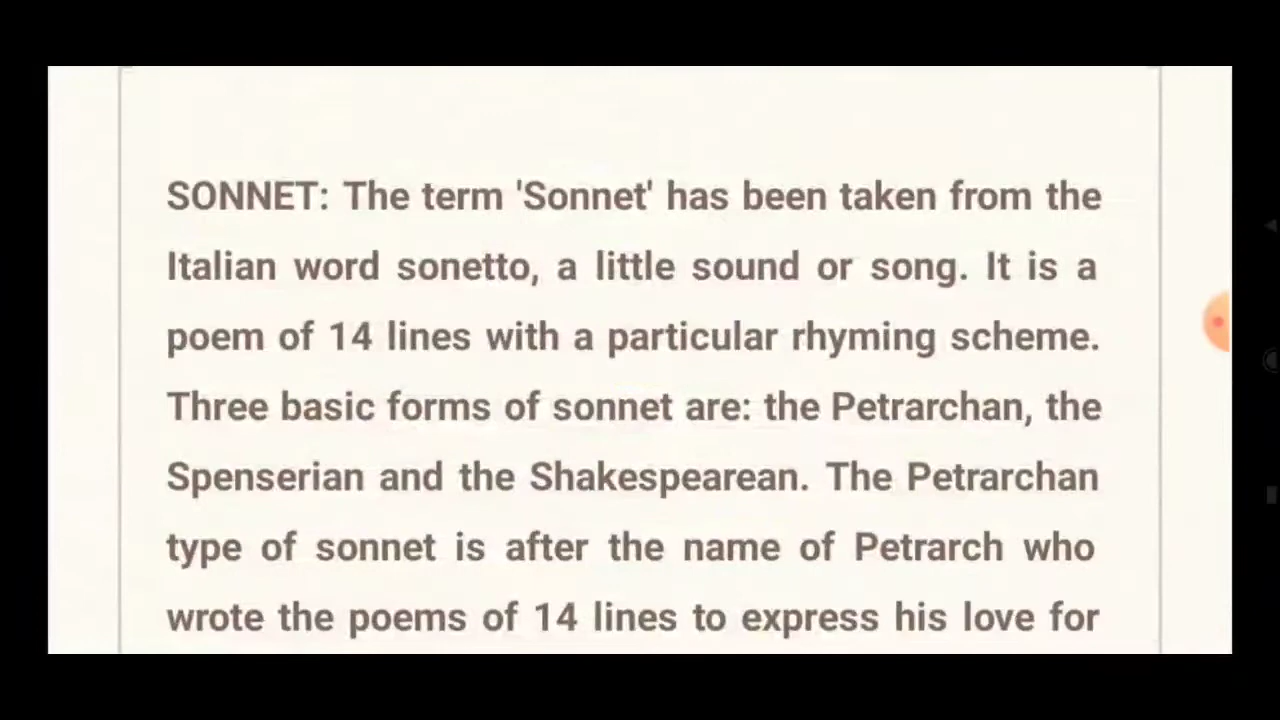 SONNET: The term 'Sonnet' has been taken from the
Italian word sonetto, a little sound or song. It is a
poem of 14 lines with a particular rhyming scheme.
Three basic forms of sonnet are: the Petrarchan, the
Spenserian and the Shakespearean. The Petrarchan
type of sonnet is after the name of Petrarch who
wrote the poems of 14 lines to express his love for